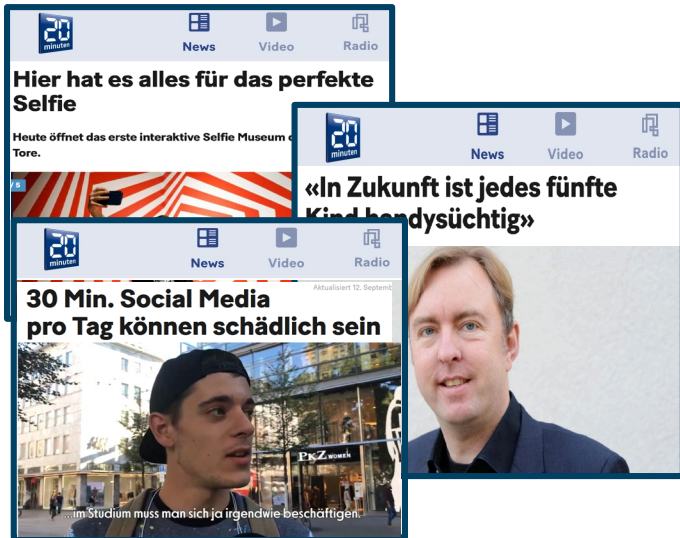 20
minuten
News
Video
Radio
Hier hat es alles für das perfekte
Selfie
Heute öffnet das erste interaktive Selfie Museum
Tore.
/ 5
20
minuten
News
Video
Radio
«In Zukunft ist jedes fünfte
Kind handysüchtig»
20
minuten
News
Video
Radio
Aktualisiert 12. Septemb
30 Min. Social Media
pro Tag können schädlich sein
PKZ WOMEN
...im Studium muss man sich ja irgendwie beschäftigen.